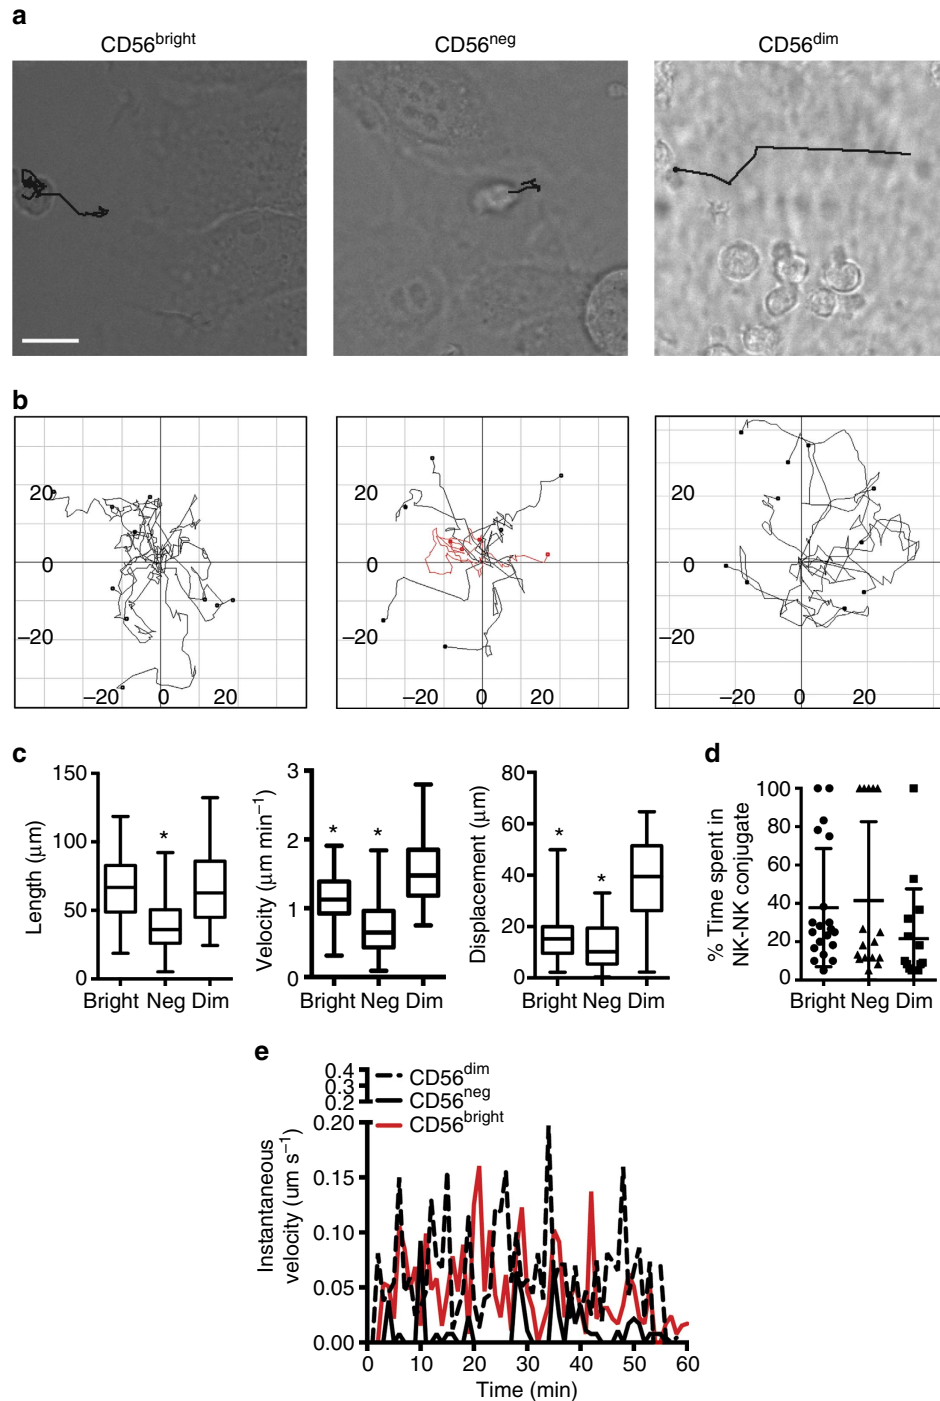 a
CD56bright CD56neg CD56dim
b
20 0 −20 −20 0 20
20 0 −20 −20 0 20
20 0 −20 −20 0 20
c
Length (μm)
150
100
50
0
*
Bright Neg Dim
Velocity (μm min−1)
3
2
1
0
* *
Bright Neg Dim
Displacement (μm)
80
60
40
20
0
* *
Bright Neg Dim
d
% Time spent in
NK-NK conjugate
100
80
60
40
20
0
Bright Neg Dim
e
0.4
0.3
0.2
CD56dim
CD56neg
CD56bright
Instantaneous
velocity (um s−1)
0.20
0.15
0.10
0.05
0.00
0 10 20 30 40 50 60
Time (min)